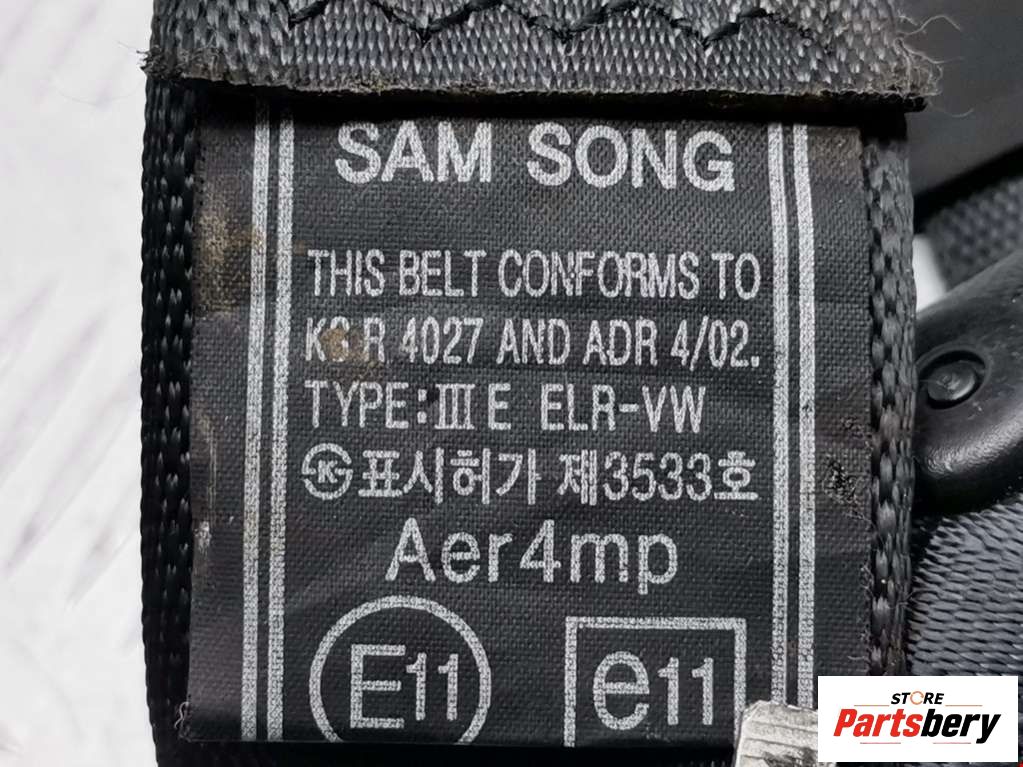 SAM SONG
THIS BELT CONFORMS TO
KS R 4027 AND ADR 4/02.
TYPE: III E ELR-VW
㉿표시허가 제3533호
Aer4mp
E11
e11
STORE
Partsbery